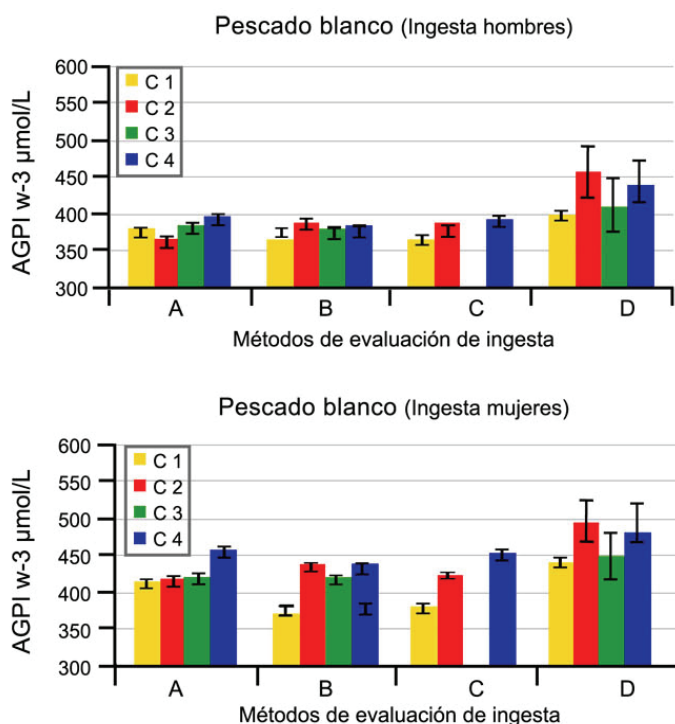 Pescado blanco (Ingesta hombres)
600
550
500
450
400
350
300
AGPI w-3 µmol/L
C 1
C 2
C 3
C 4
A B C D
Métodos de evaluación de ingesta
Pescado blanco (Ingesta mujeres)
600
550
500
450
400
350
300
AGPI w-3 µmol/L
C 1
C 2
C 3
C 4
A B C D
Métodos de evaluación de ingesta